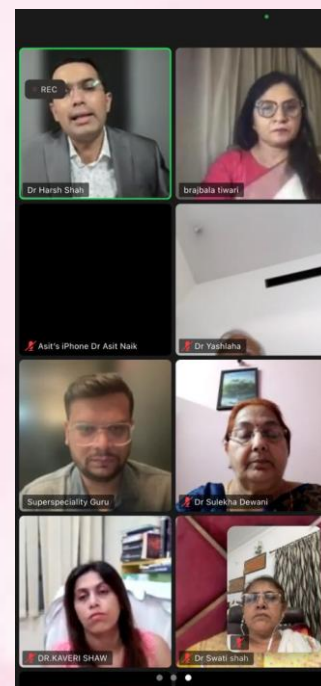 REC
Dr Harsh Shah
brajbala tiwari
Asit's iPhone Dr Asit Naik
Dr Yashlaha
Superspeciality Guru
Dr Sulekha Dewani
DR.KAVERI SHAW
Dr Swati shah